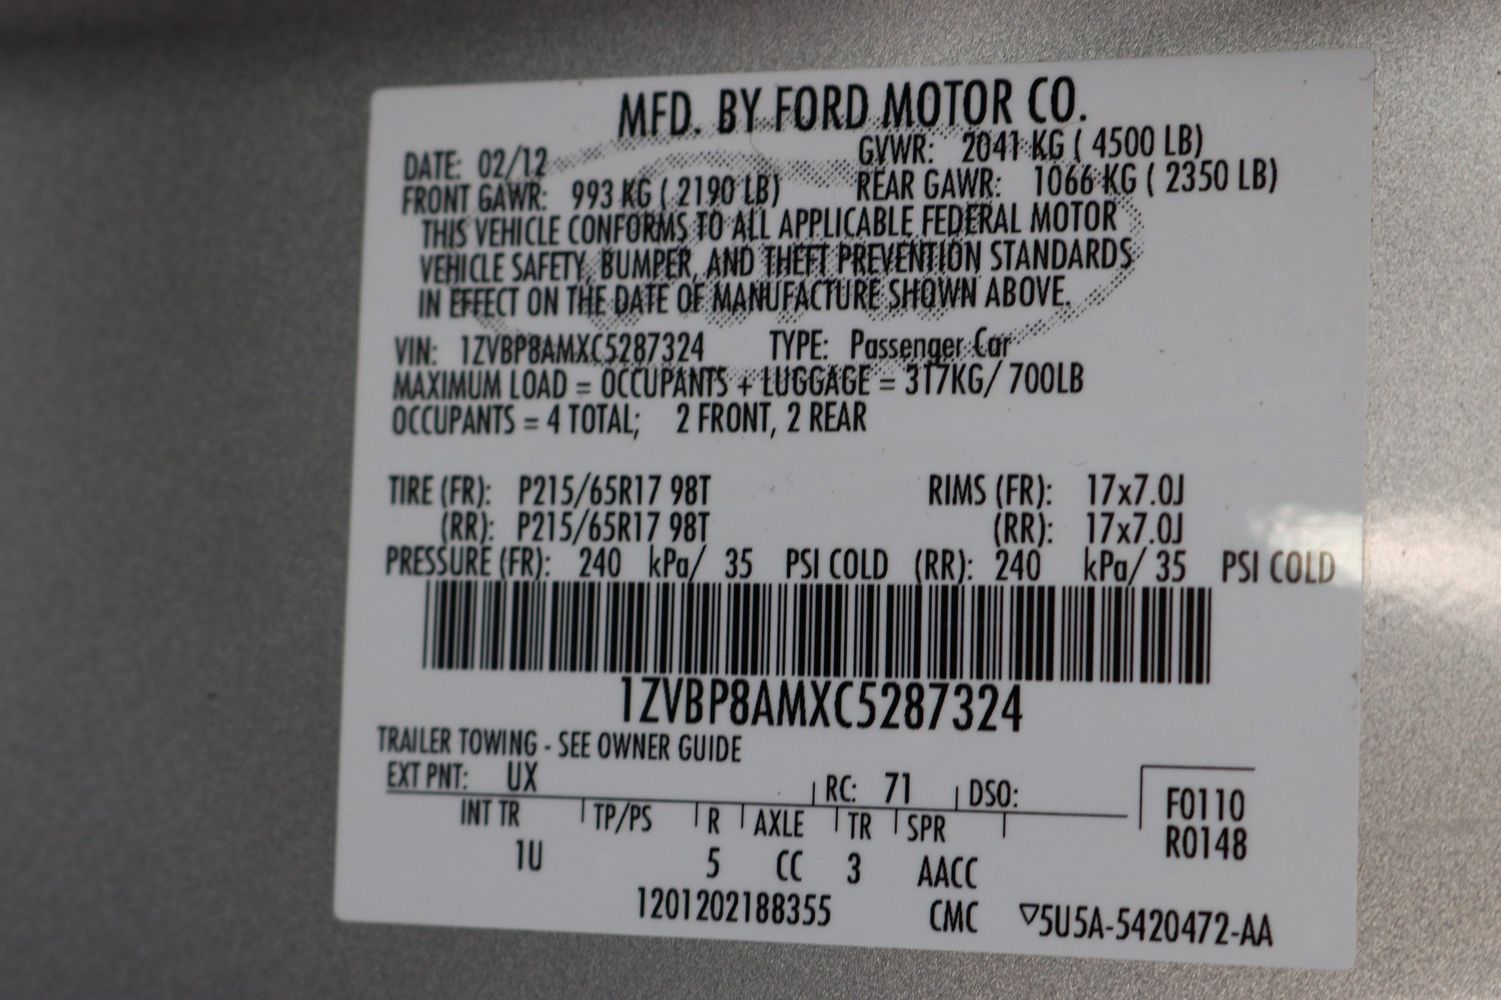 MFD. BY FORD MOTOR CO.
DATE: 02/12 GVWR: 2041 KG ( 4500 LB)
FRONT GAWR: 993 KG ( 2190 LB) REAR GAWR: 1066 KG ( 2350 LB)
THIS VEHICLE CONFORMS TO ALL APPLICABLE FEDERAL MOTOR
VEHICLE SAFETY, BUMPER, AND THEFT PREVENTION STANDARDS
IN EFFECT ON THE DATE OF MANUFACTURE SHOWN ABOVE.
VIN: 1ZVBP8AMXC5287324 TYPE: Passenger Car
MAXIMUM LOAD = OCCUPANTS + LUGGAGE = 317KG/ 700LB
OCCUPANTS = 4 TOTAL; 2 FRONT, 2 REAR
TIRE (FR): P215/65R17 98T RIMS (FR): 17x7.0J
(RR): P215/65R17 98T (RR): 17x7.0J
PRESSURE (FR): 240 kPa/ 35 PSI COLD (RR): 240 kPa/ 35 PSI COLD
1ZVBP8AMXC5287324
TRAILER TOWING - SEE OWNER GUIDE
EXT PNT: UX RC: 71 DSO:
INT TR TP/PS R AXLE TR SPR F0110
R0148
1U 5 CC 3 AACC
1201202188355 CMC ▽5U5A-5420472-AA